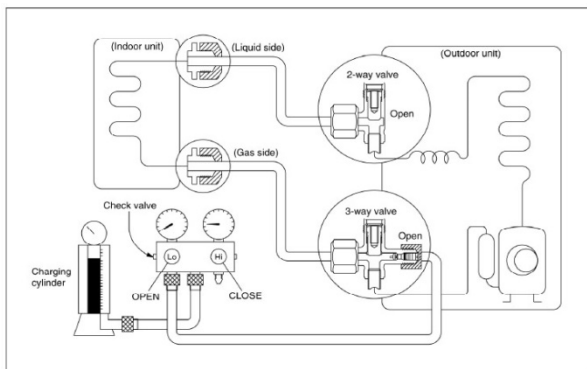 (Indoor unit)
(Liquid side)
(Outdoor unit)
2-way valve
Open
(Gas side)
3-way valve
Open
Check valve
Lo
Hi
Charging
cylinder
OPEN
CLOSE